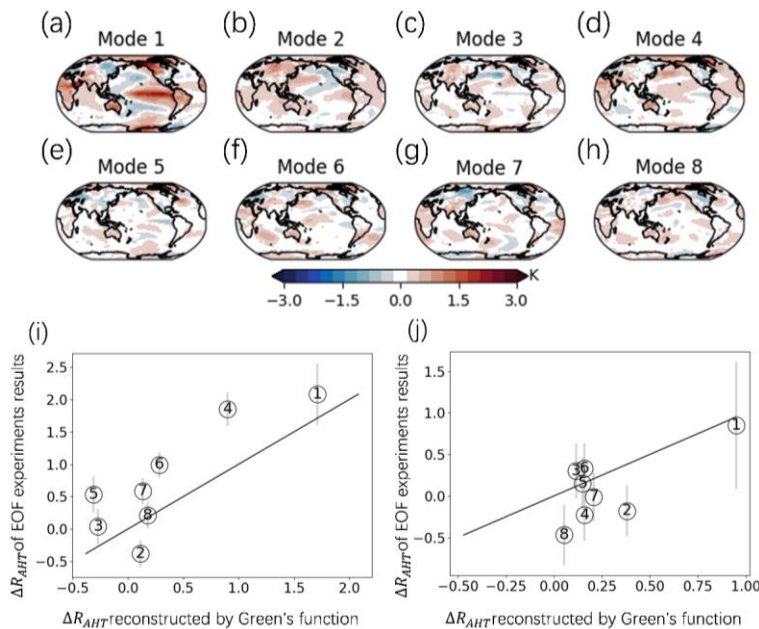 (a) (b) (c) (d)
Mode 1 Mode 2 Mode 3 Mode 4
(e) (f) (g) (h)
Mode 5 Mode 6 Mode 7 Mode 8
K
−3.0 −1.5 0.0 1.5 3.0
(i)
2.5
2.0
1.5
1.0
0.5
0.0
−0.5
−0.5 0.0 0.5 1.0 1.5 2.0
1
4
6
5
7
8
3
2
ΔR_AHT of EOF experiments results
ΔR_AHT reconstructed by Green's function
(j)
1.5
1.0
0.5
0.0
−0.5
−0.50 −0.25 0.00 0.25 0.50 0.75 1.00
1
3
6
5
7
4
2
8
ΔR_AHT of EOF experiments results
ΔR_AHT reconstructed by Green's function